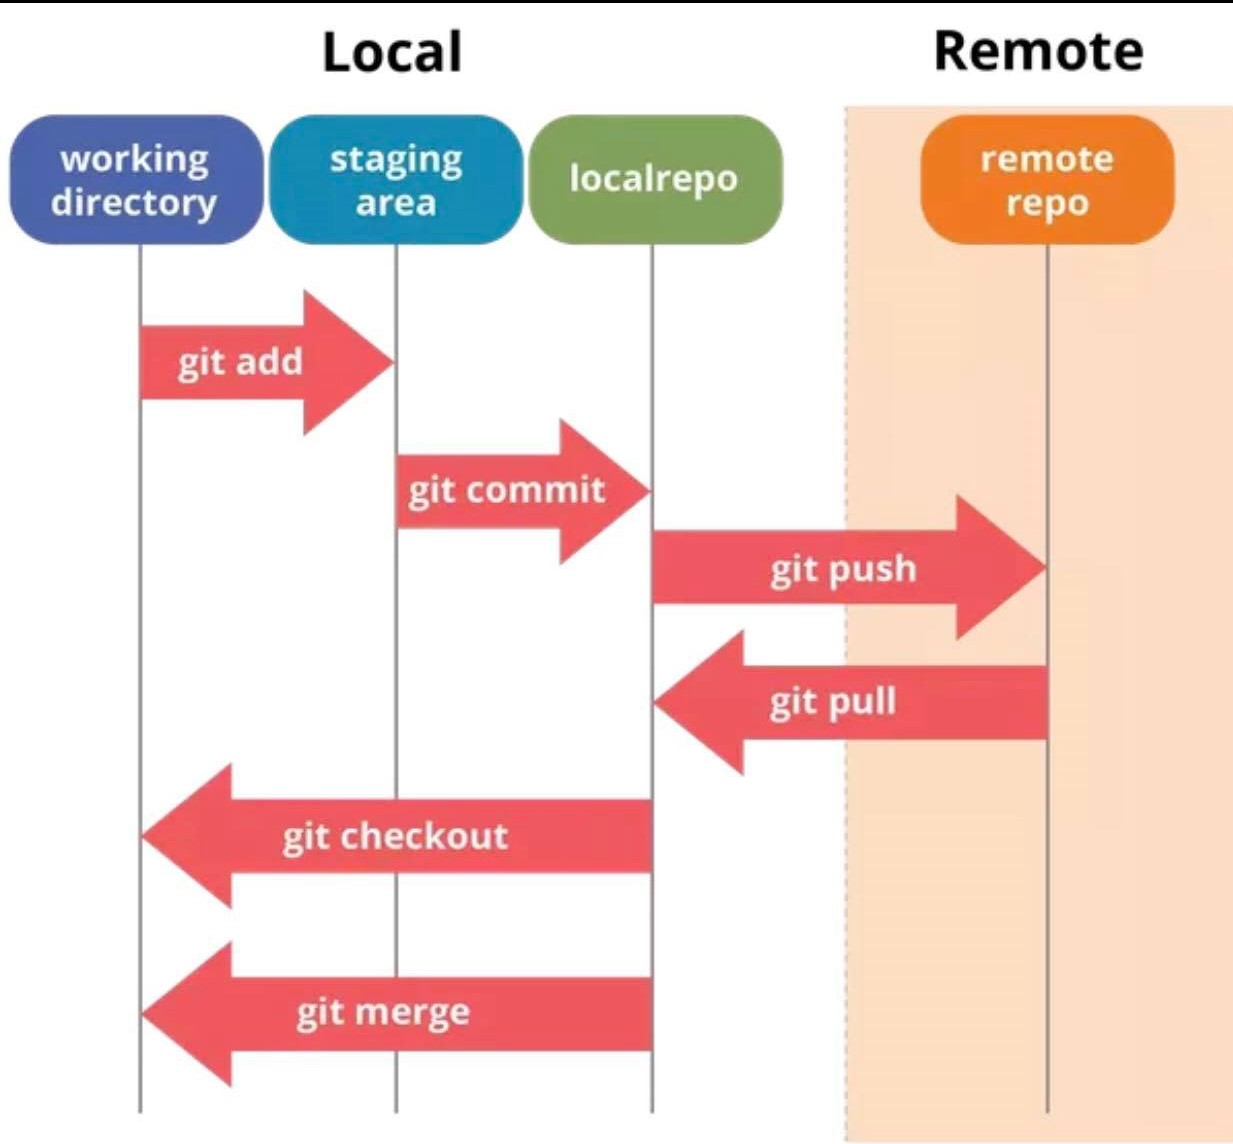 Local
Remote
working
directory
staging
area
localrepo
remote
repo
git add
git commit
git push
git pull
git checkout
git merge